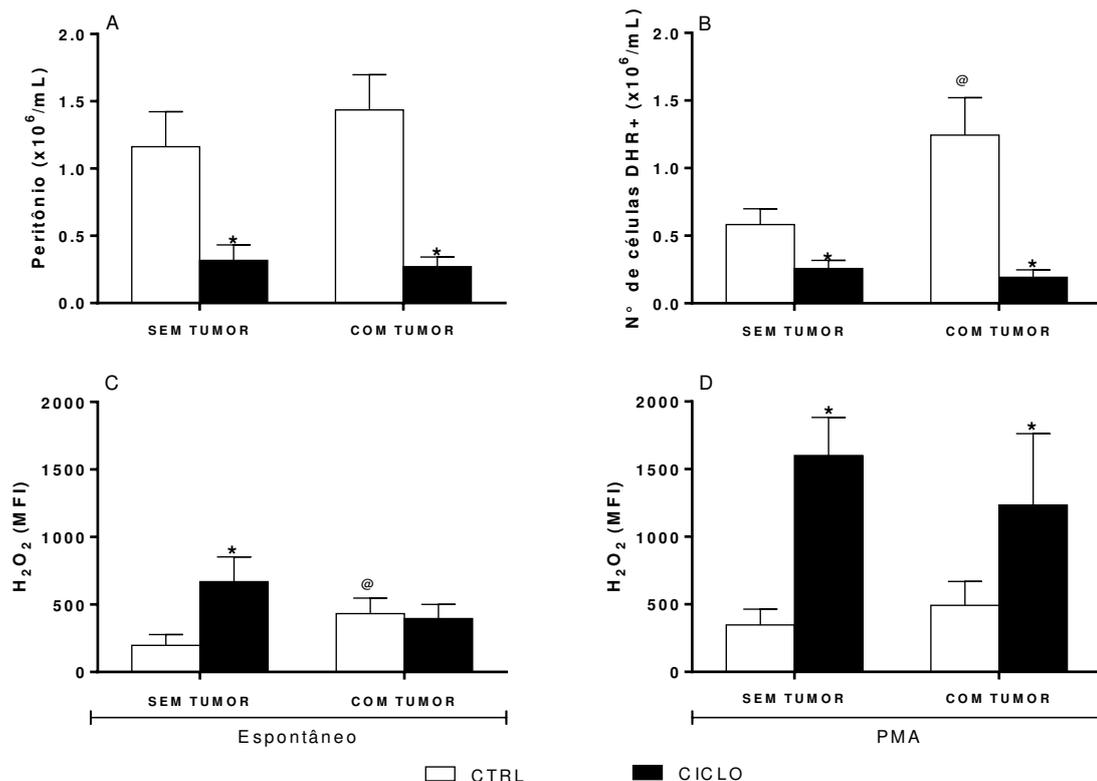 A
Peritônio (x10⁶/mL)
2.0
1.5
1.0
0.5
0.0
*
*
SEM TUMOR
COM TUMOR
B
N° de células DHR+ (x10⁶/mL)
2.0
1.5
1.0
0.5
0.0
@
*
*
SEM TUMOR
COM TUMOR
C
H₂O₂ (MFI)
2000
1500
1000
500
0
*
@
SEM TUMOR
COM TUMOR
Espontâneo
D
H₂O₂ (MFI)
2000
1500
1000
500
0
*
*
SEM TUMOR
COM TUMOR
PMA
CTRL
CICLO